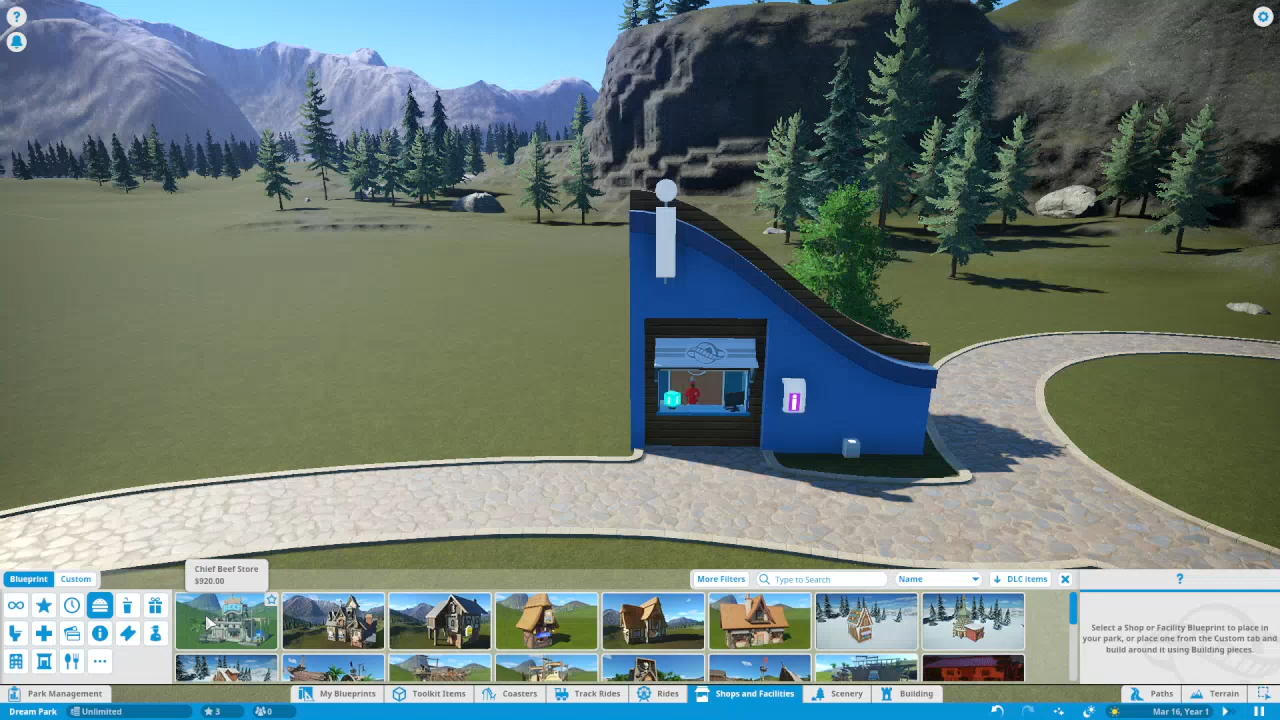 ?
i
Chief Beef Store
$920.00
Blueprint
Custom
More Filters
Type to Search
Name
DLC Items
?
Select a Shop or Facility Blueprint to place in
your park, or place one from the Custom tab and
build around it using Building pieces.
Park Management
My Blueprints
Toolkit Items
Coasters
Track Rides
Rides
Shops and Facilities
Scenery
Building
Paths
Terrain
Dream Park
Unlimited
3
0
Mar 16, Year 1